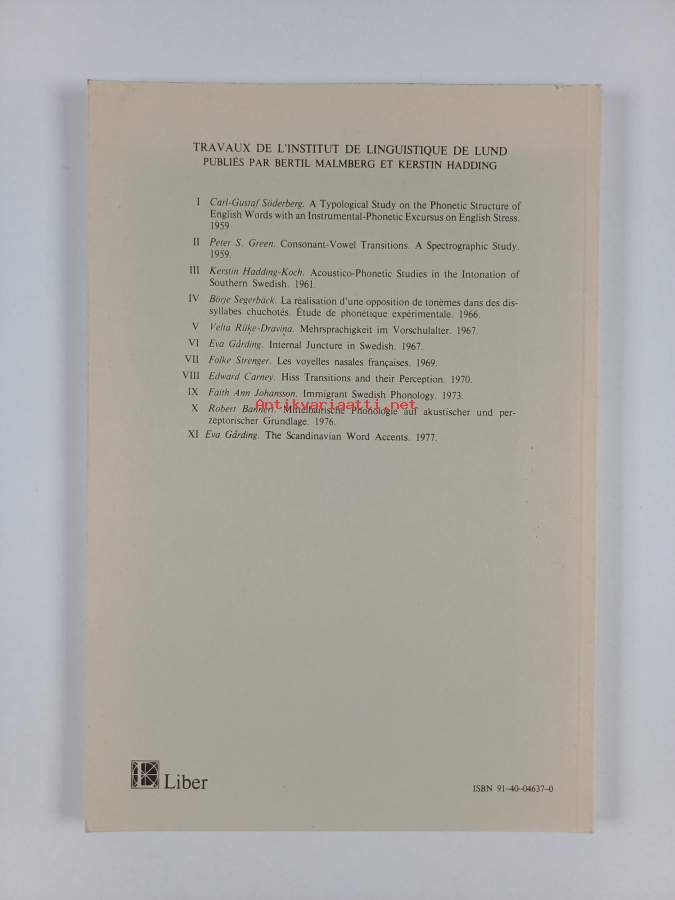 TRAVAUX DE L'INSTITUT DE LINGUISTIQUE DE LUND
PUBLIÉS PAR BERTIL MALMBERG ET KERSTIN HADDING
I Carl-Gustaf Söderberg. A Typological Study on the Phonetic Structure of
English Words with an Instrumental-Phonetic Excursus on English Stress.
1959
II Peter S. Green. Consonant-Vowel Transitions. A Spectrographic Study.
1959.
III Kerstin Hadding-Koch. Acoustico-Phonetic Studies in the Intonation of
Southern Swedish. 1961.
IV Börje Segerbäck. La réalisation d'une opposition de tonèmes dans des dis-
syllabes chuchotés. Étude de phonétique expérimentale. 1966.
V Velta Rūķe-Draviņa. Mehrsprachigkeit im Vorschulalter. 1967.
VI Eva Gårding. Internal Juncture in Swedish. 1967.
VII Folke Strenger. Les voyelles nasales françaises. 1969.
VIII Edward Carney. Hiss Transitions and their Perception. 1970.
IX Faith Ann Johansson. Immigrant Swedish Phonology. 1973.
Antikvariaatti.net
X Robert Bannert. Mittelbairische Phonologie auf akustischer und per-
zeptorischer Grundlage. 1976.
XI Eva Gårding. The Scandinavian Word Accents. 1977.
Liber
ISBN 91-40-04637-0